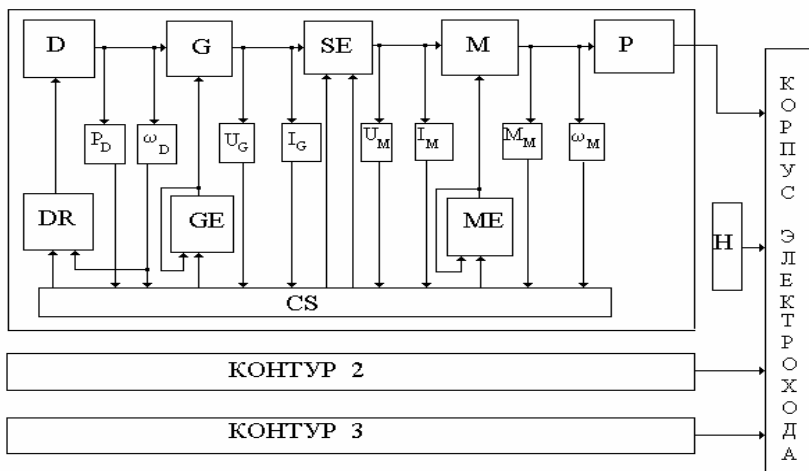 D G SE M P
P_D ω_D U_G I_G U_M I_M M_M ω_M
DR GE ME H
CS
КОНТУР 2
КОНТУР 3
КОРПУС ЭЛЕКТРОХОДА